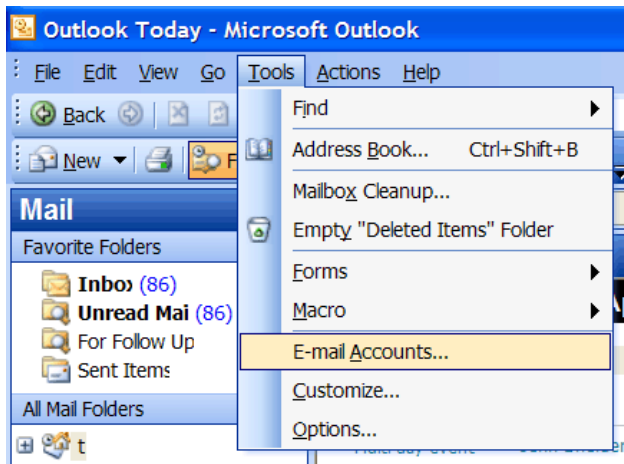 Outlook Today - Microsoft Outlook
File Edit View Go Tools Actions Help
Back
New
Find
Address Book... Ctrl+Shift+B
Mailbox Cleanup...
Empty "Deleted Items" Folder
Forms
Macro
E-mail Accounts...
Customize...
Options...
Mail
Favorite Folders
Inbox (86)
Unread Mai (86)
For Follow Up
Sent Items
All Mail Folders
t